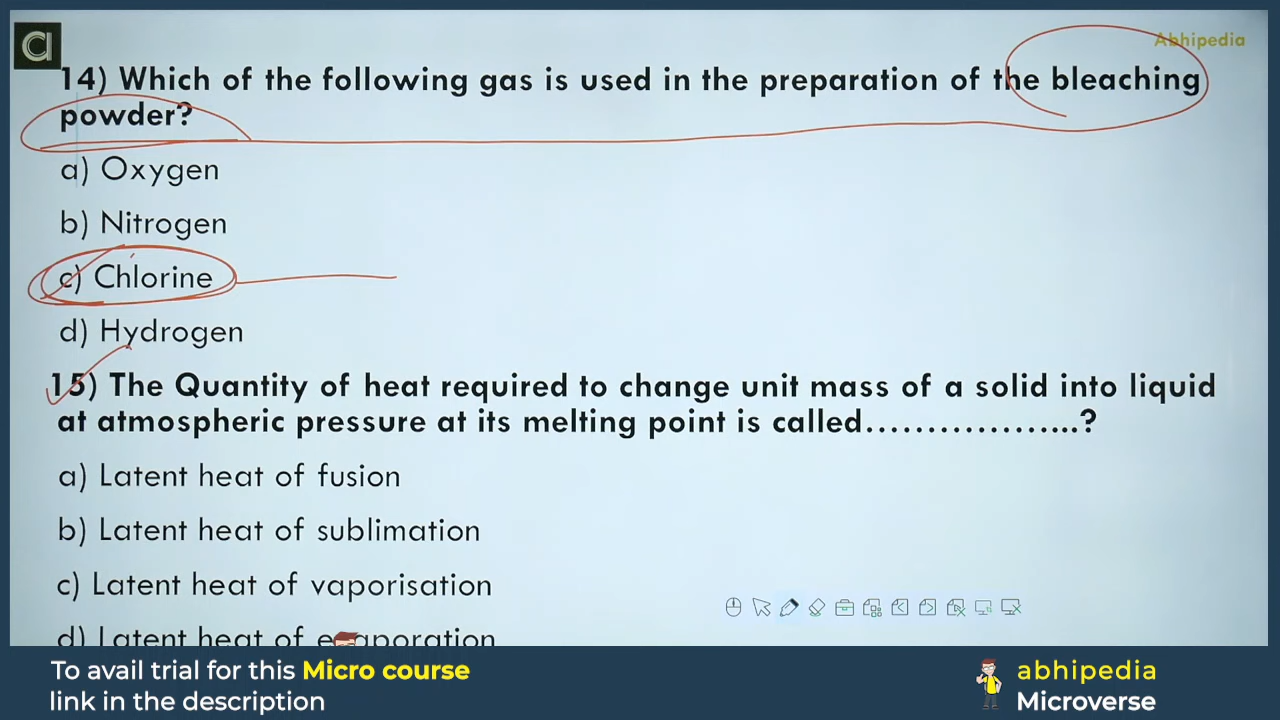 Abhipedia
14) Which of the following gas is used in the preparation of the bleaching
powder?
a) Oxygen
b) Nitrogen
c) Chlorine
d) Hydrogen
15) The Quantity of heat required to change unit mass of a solid into liquid
at atmospheric pressure at its melting point is called………………...?
a) Latent heat of fusion
b) Latent heat of sublimation
c) Latent heat of vaporisation
d) Latent heat of evaporation
To avail trial for this Micro course
link in the description
abhipedia
Microverse